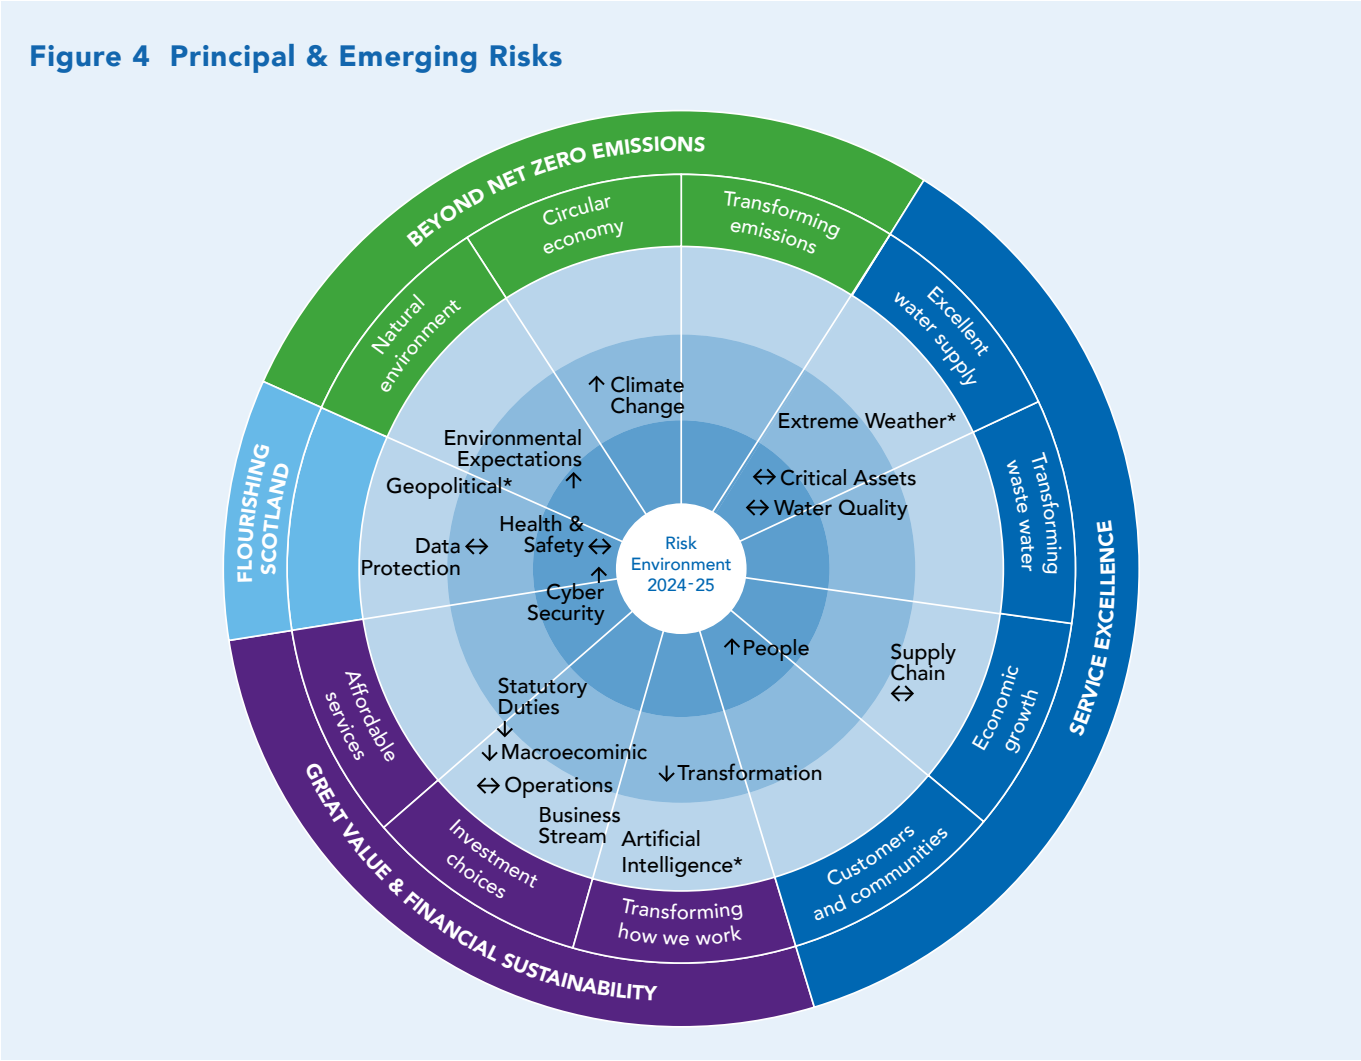 Figure 4  Principal & Emerging Risks
BEYOND NET ZERO EMISSIONS
Natural
environment
Circular
economy
Transforming
emissions
SERVICE EXCELLENCE
Excellent
water supply
Transforming
waste water
Economic
growth
Customers
and communities
GREAT VALUE & FINANCIAL SUSTAINABILITY
Affordable
services
Investment
choices
Transforming
how we work
FLOURISHING
SCOTLAND
↑ Climate
Change
Environmental
Expectations
↑
Geopolitical*
Extreme Weather*
↔ Critical Assets
↔ Water Quality
Health &
Safety ↔
Data ↔
Protection
↑
Cyber
Security
Risk
Environment
2024-25
↑ People
Supply
Chain
↔
Statutory
Duties
↓
↓ Macroecominic
↔ Operations
Business
Stream
↓ Transformation
Artificial
Intelligence*